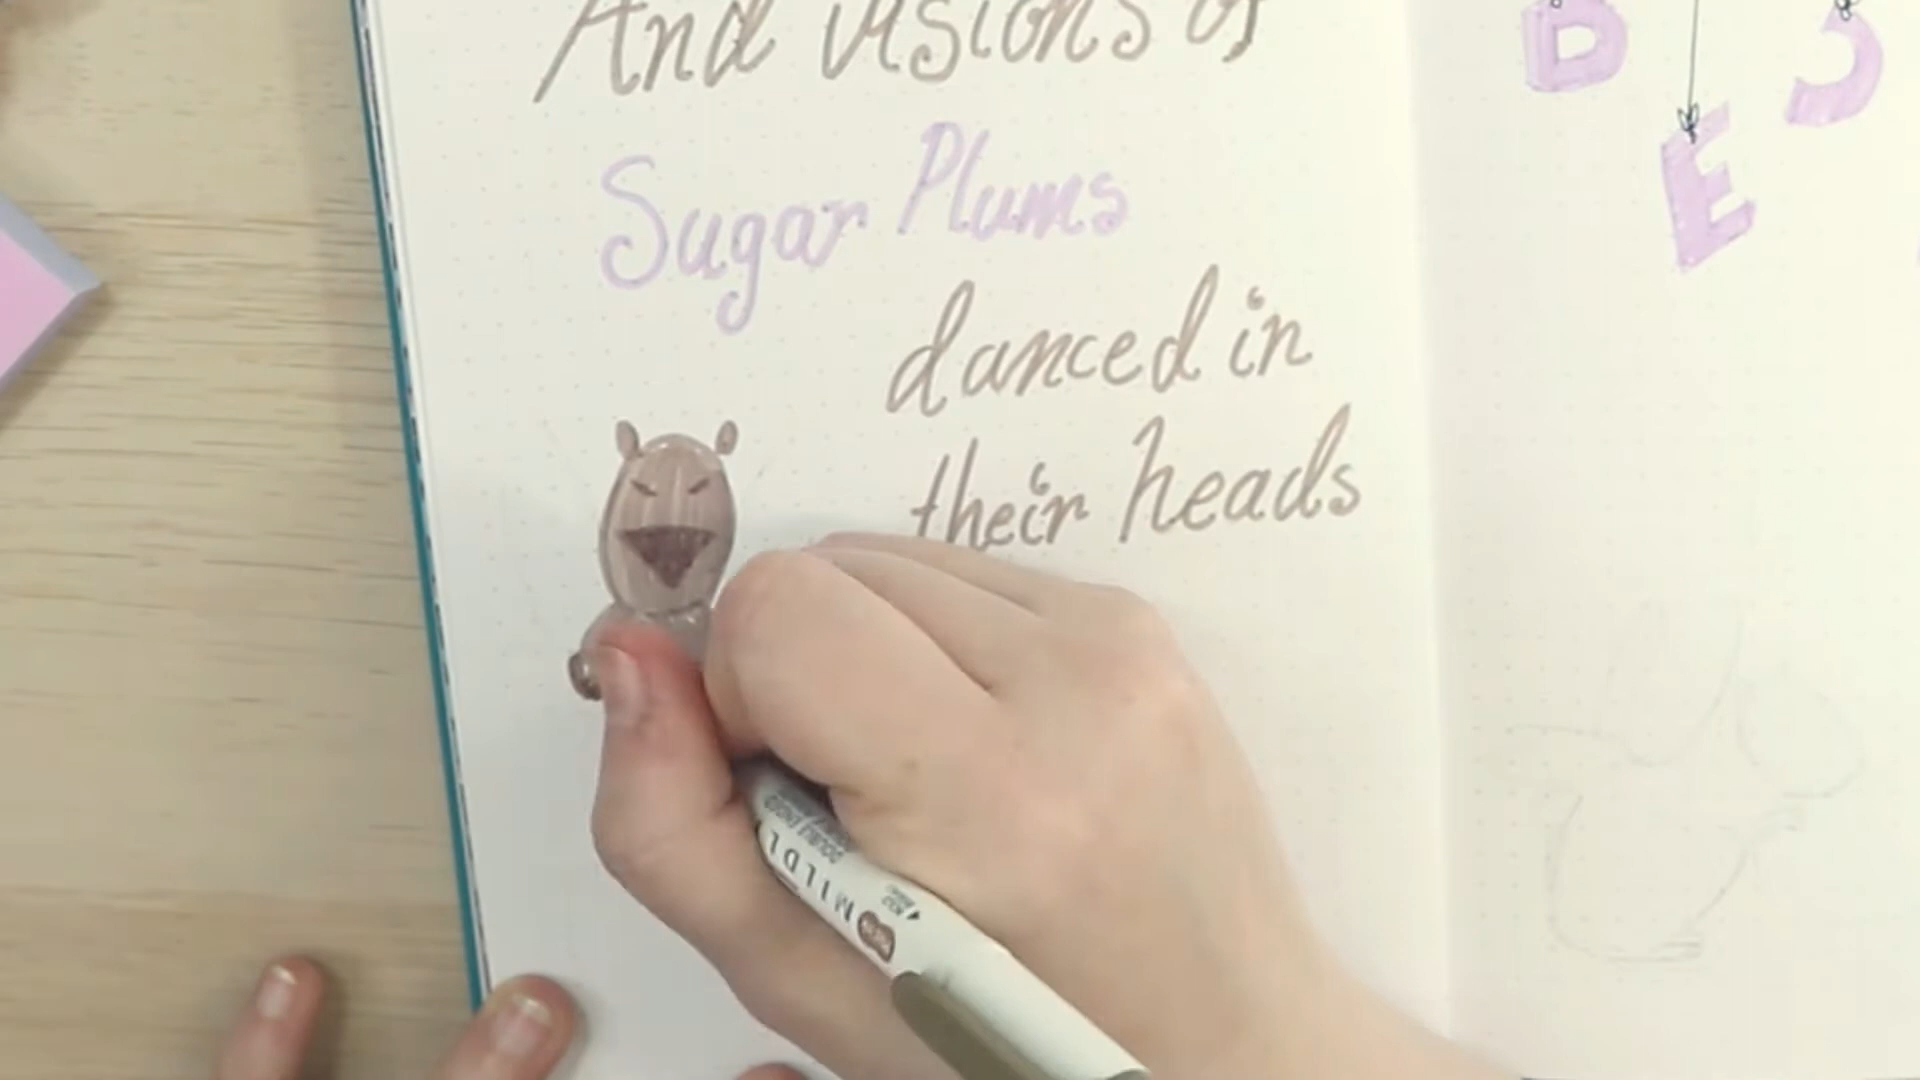 And visions of
Sugar Plums
danced in
their heads
B
E
S
MILDL